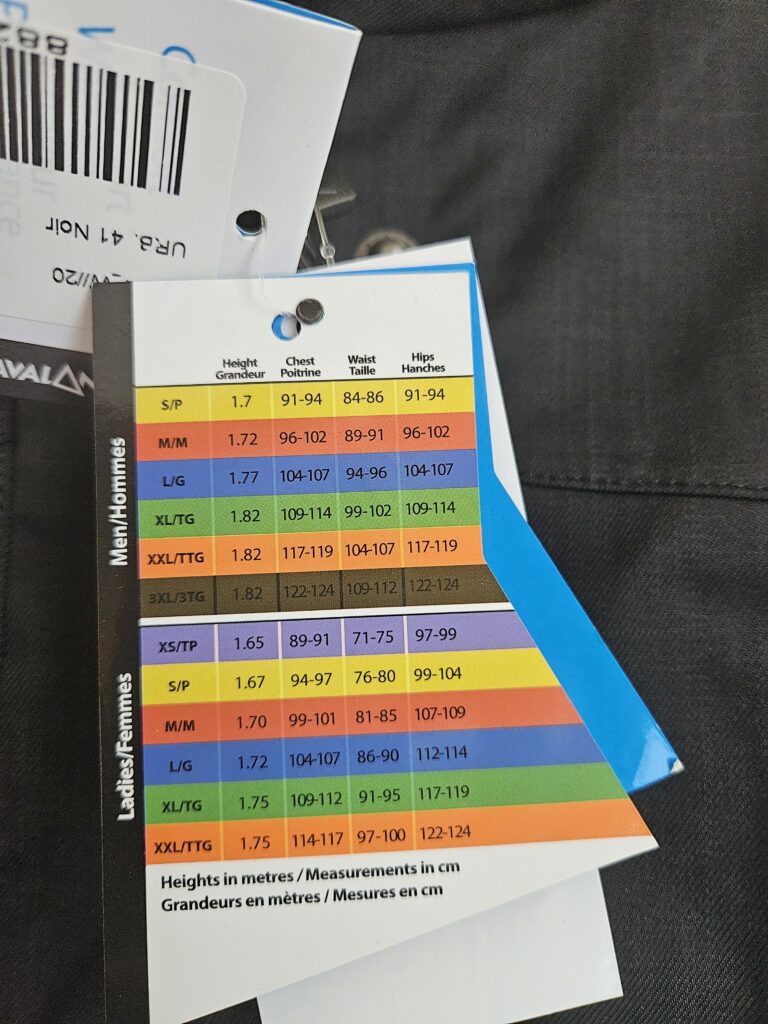 882
URB. 41 Noir
//20
AVALAN
Height Chest Waist Hips
Grandeur Poitrine Taille Hanches
Men/Hommes
S/P 1.7 91-94 84-86 91-94
M/M 1.72 96-102 89-91 96-102
L/G 1.77 104-107 94-96 104-107
XL/TG 1.82 109-114 99-102 109-114
XXL/TTG 1.82 117-119 104-107 117-119
3XL/3TG 1.82 122-124 109-112 122-124
Ladies/Femmes
XS/TP 1.65 89-91 71-75 97-99
S/P 1.67 94-97 76-80 99-104
M/M 1.70 99-101 81-85 107-109
L/G 1.72 104-107 86-90 112-114
XL/TG 1.75 109-112 91-95 117-119
XXL/TTG 1.75 114-117 97-100 122-124
Heights in metres / Measurements in cm
Grandeurs en mètres / Mesures en cm